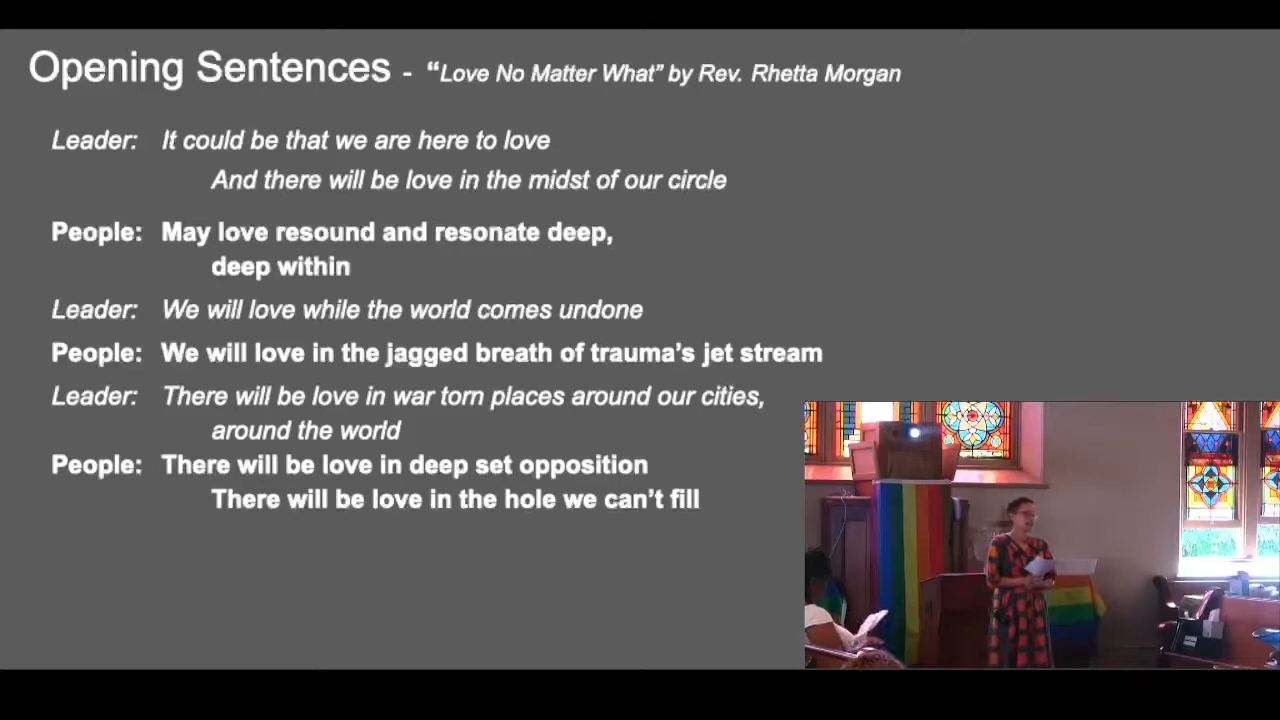 Opening Sentences - “Love No Matter What” by Rev. Rhetta Morgan
Leader: It could be that we are here to love
And there will be love in the midst of our circle
People: May love resound and resonate deep,
deep within
Leader: We will love while the world comes undone
People: We will love in the jagged breath of trauma’s jet stream
Leader: There will be love in war torn places around our cities,
around the world
People: There will be love in deep set opposition
There will be love in the hole we can’t fill